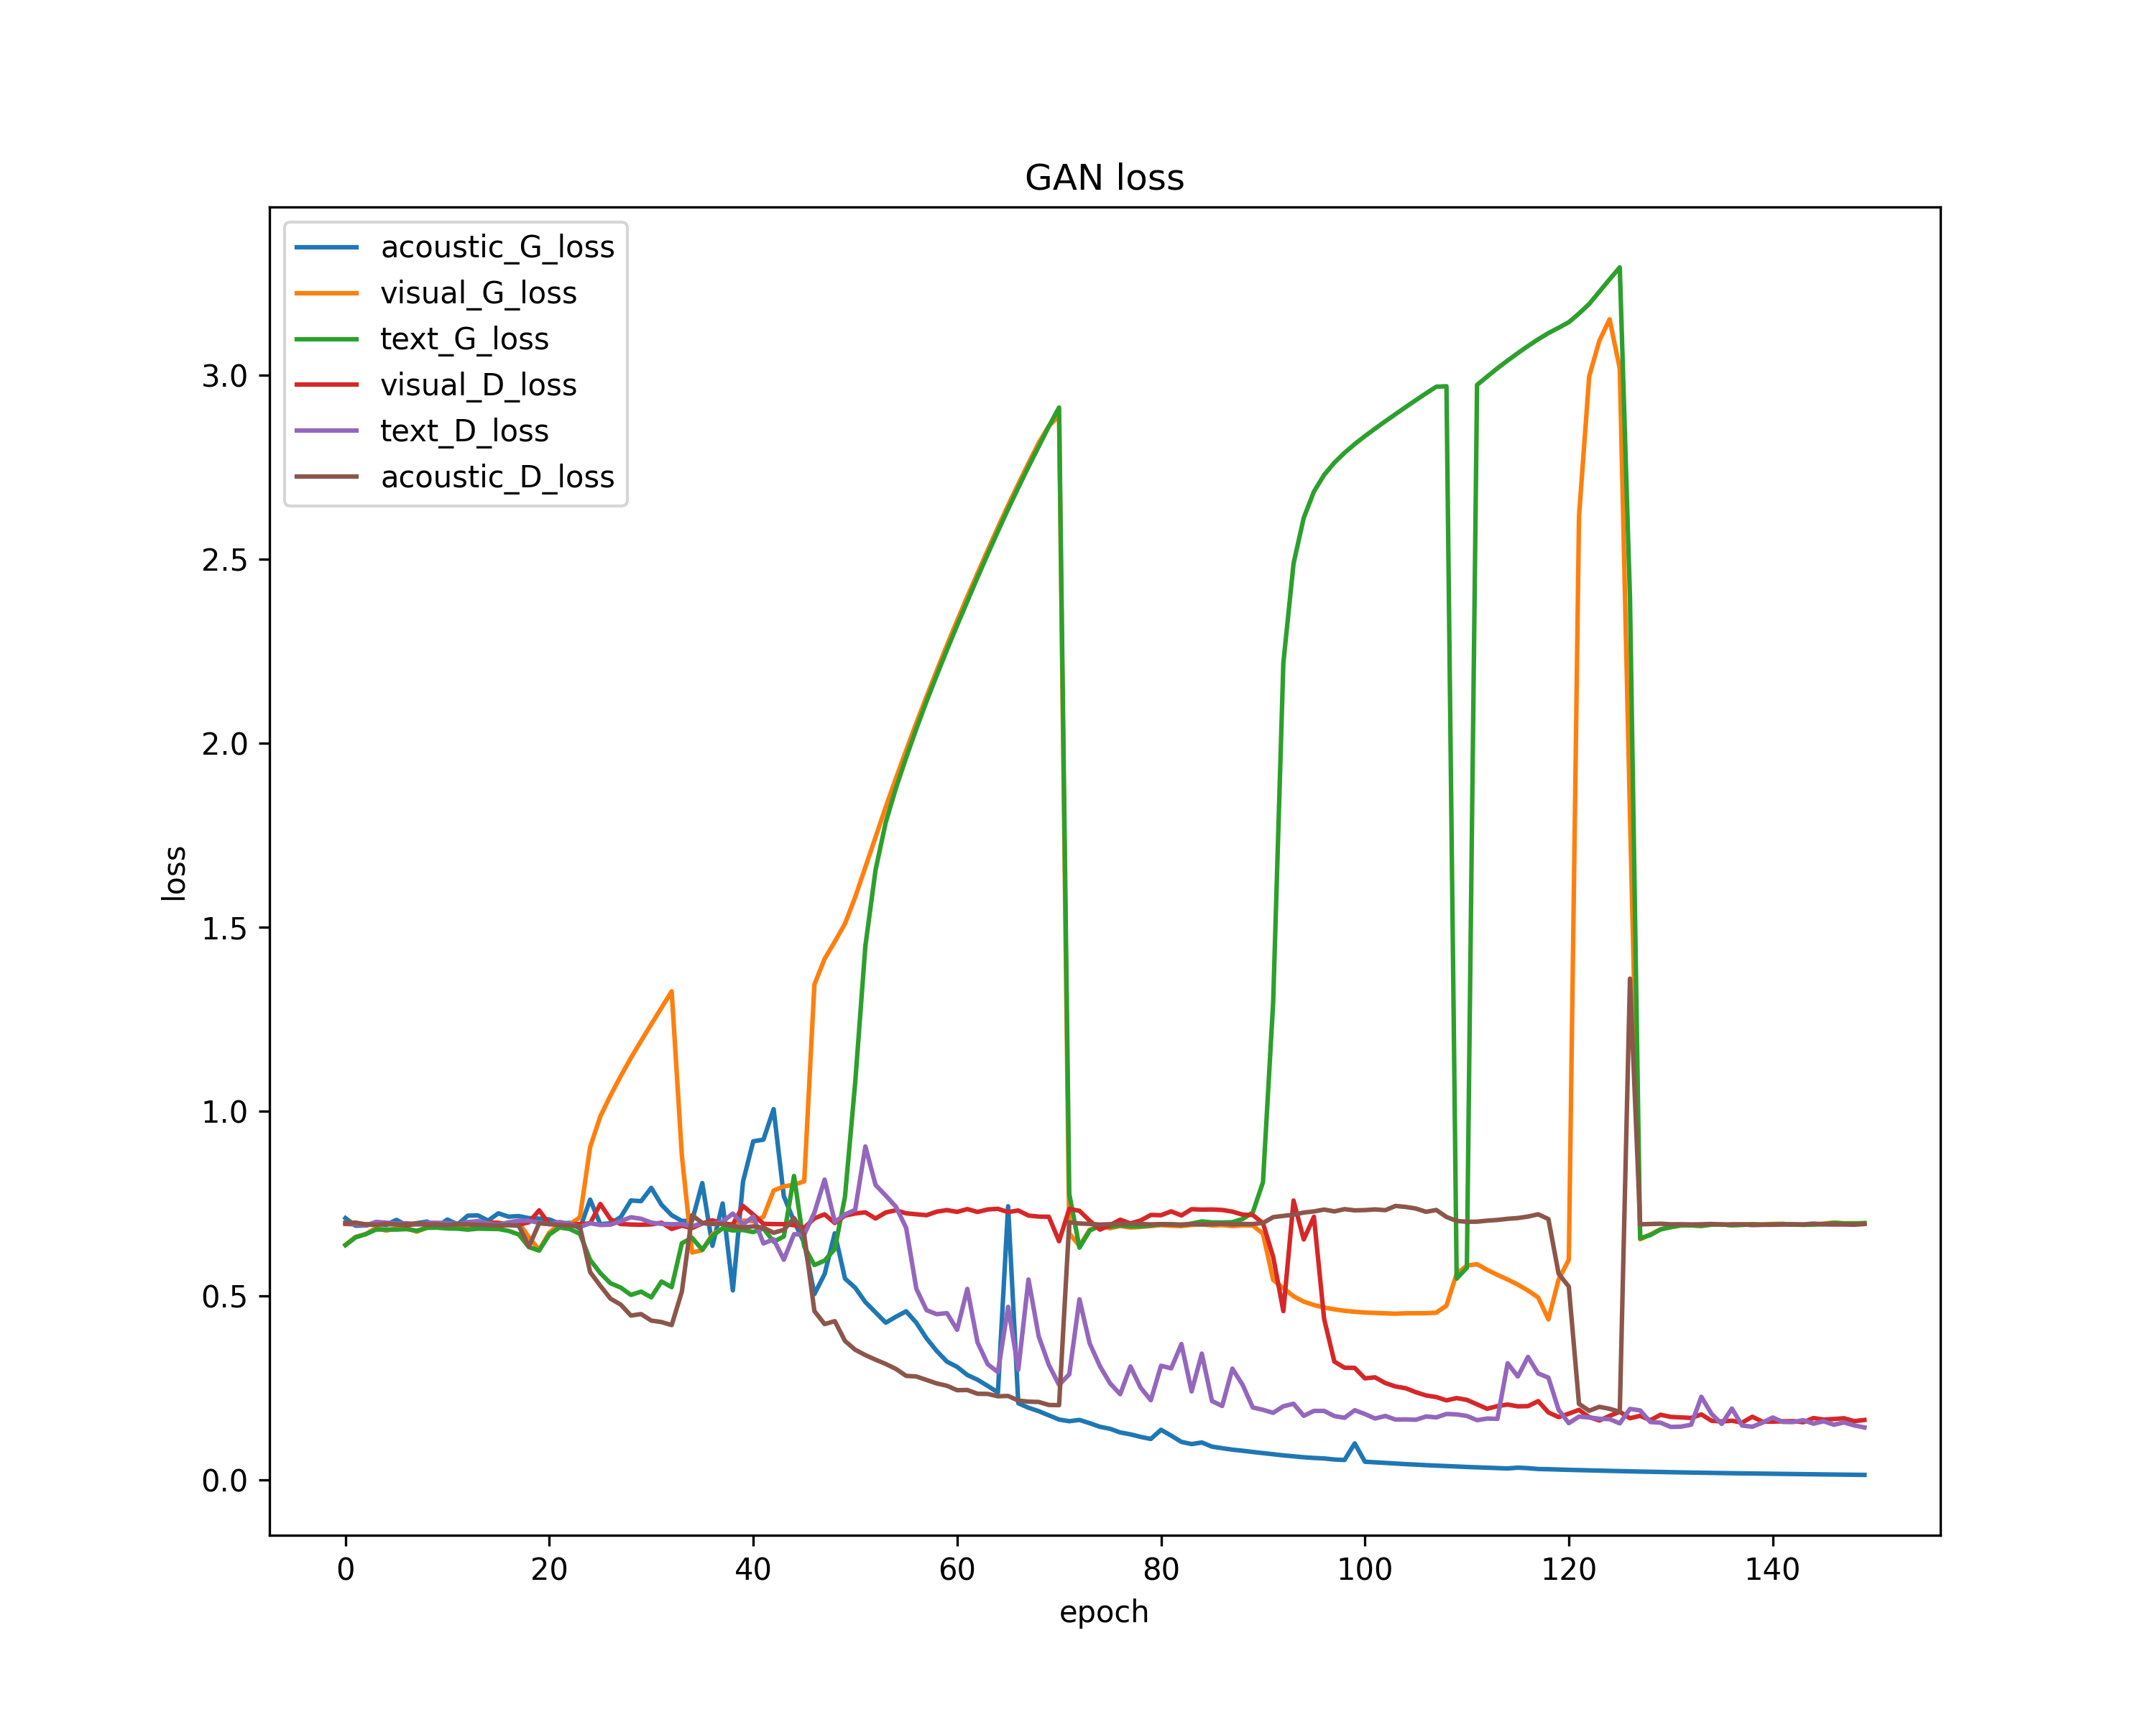 GAN loss
acoustic_G_loss
visual_G_loss
text_G_loss
visual_D_loss
text_D_loss
acoustic_D_loss
3.0
2.5
2.0
1.5
1.0
0.5
0.0
loss
0 20 40 60 80 100 120 140
epoch